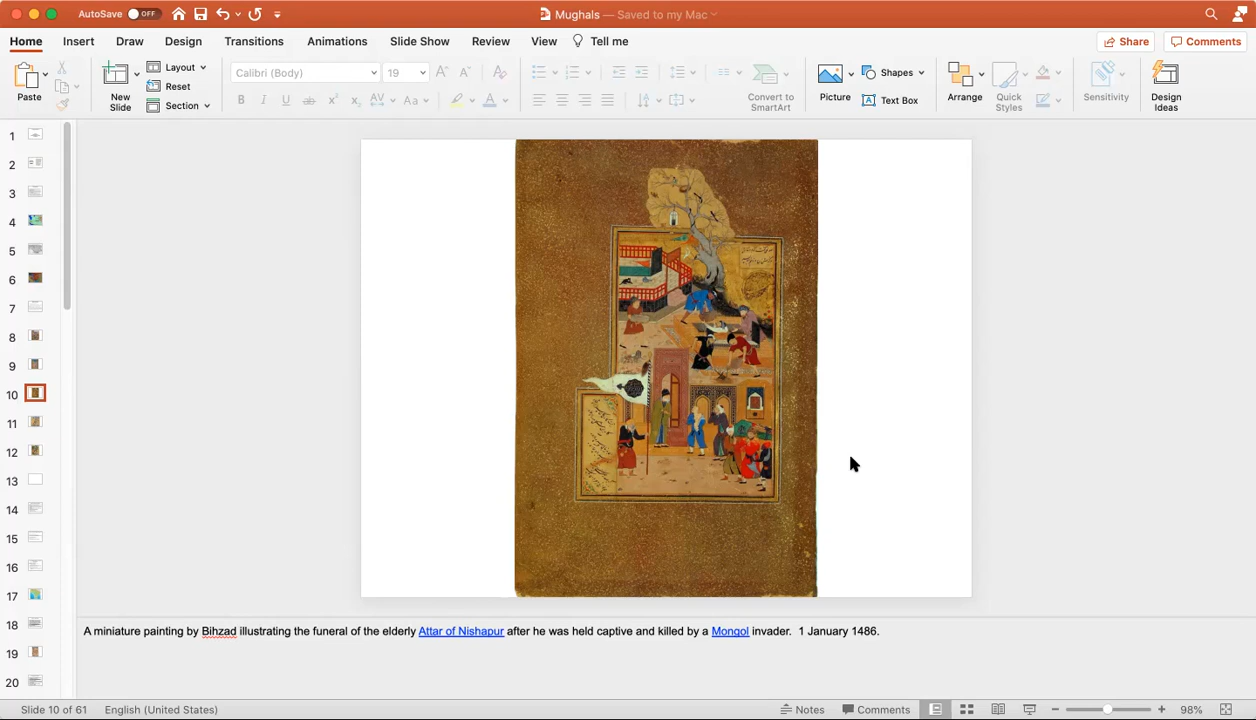 AutoSave OFF
Mughals — Saved to my Mac
Home Insert Draw Design Transitions Animations Slide Show Review View Tell me Share Comments
Paste
New Slide
Layout
Reset
Section
Calibri (Body) 19
Convert to SmartArt
Picture
Shapes
Text Box
Arrange
Quick Styles
Sensitivity
Design Ideas
1
2
3
4
5
6
7
8
9
10
11
12
13
14
15
16
17
18
19
20
A miniature painting by Bihzad illustrating the funeral of the elderly Attar of Nishapur after he was held captive and killed by a Mongol invader. 1 January 1486.
Slide 10 of 61 English (United States) Notes Comments 98%